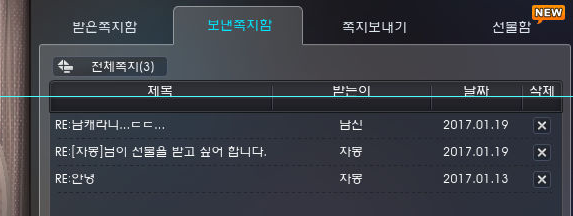 받은쪽지함 보낸쪽지함 쪽지보내기 선물함 NEW
전체쪽지(3)
제목 받는이 날짜 삭제
RE:남캐라니...ㄷㄷ... 남신 2017.01.19
RE:[자몽]님이 선물을 받고 싶어 합니다. 자몽 2017.01.19
RE:안녕 자몽 2017.01.13